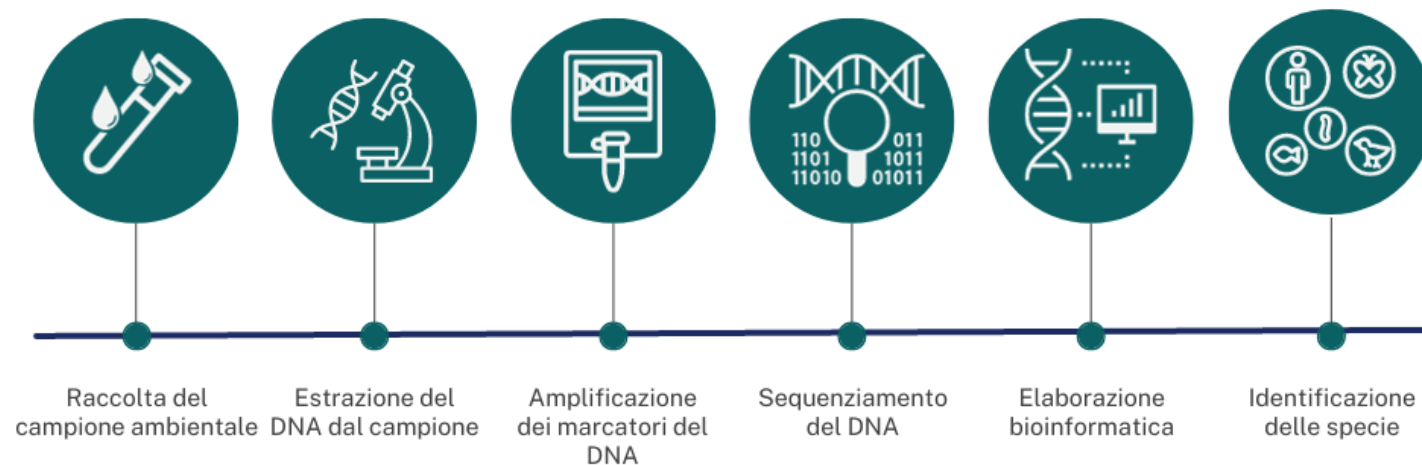 110
1101
11010
011
1011
01011
Raccolta del
campione ambientale
Estrazione del
DNA dal campione
Amplificazione
dei marcatori del
DNA
Sequenziamento
del DNA
Elaborazione
bioinformatica
Identificazione
delle specie